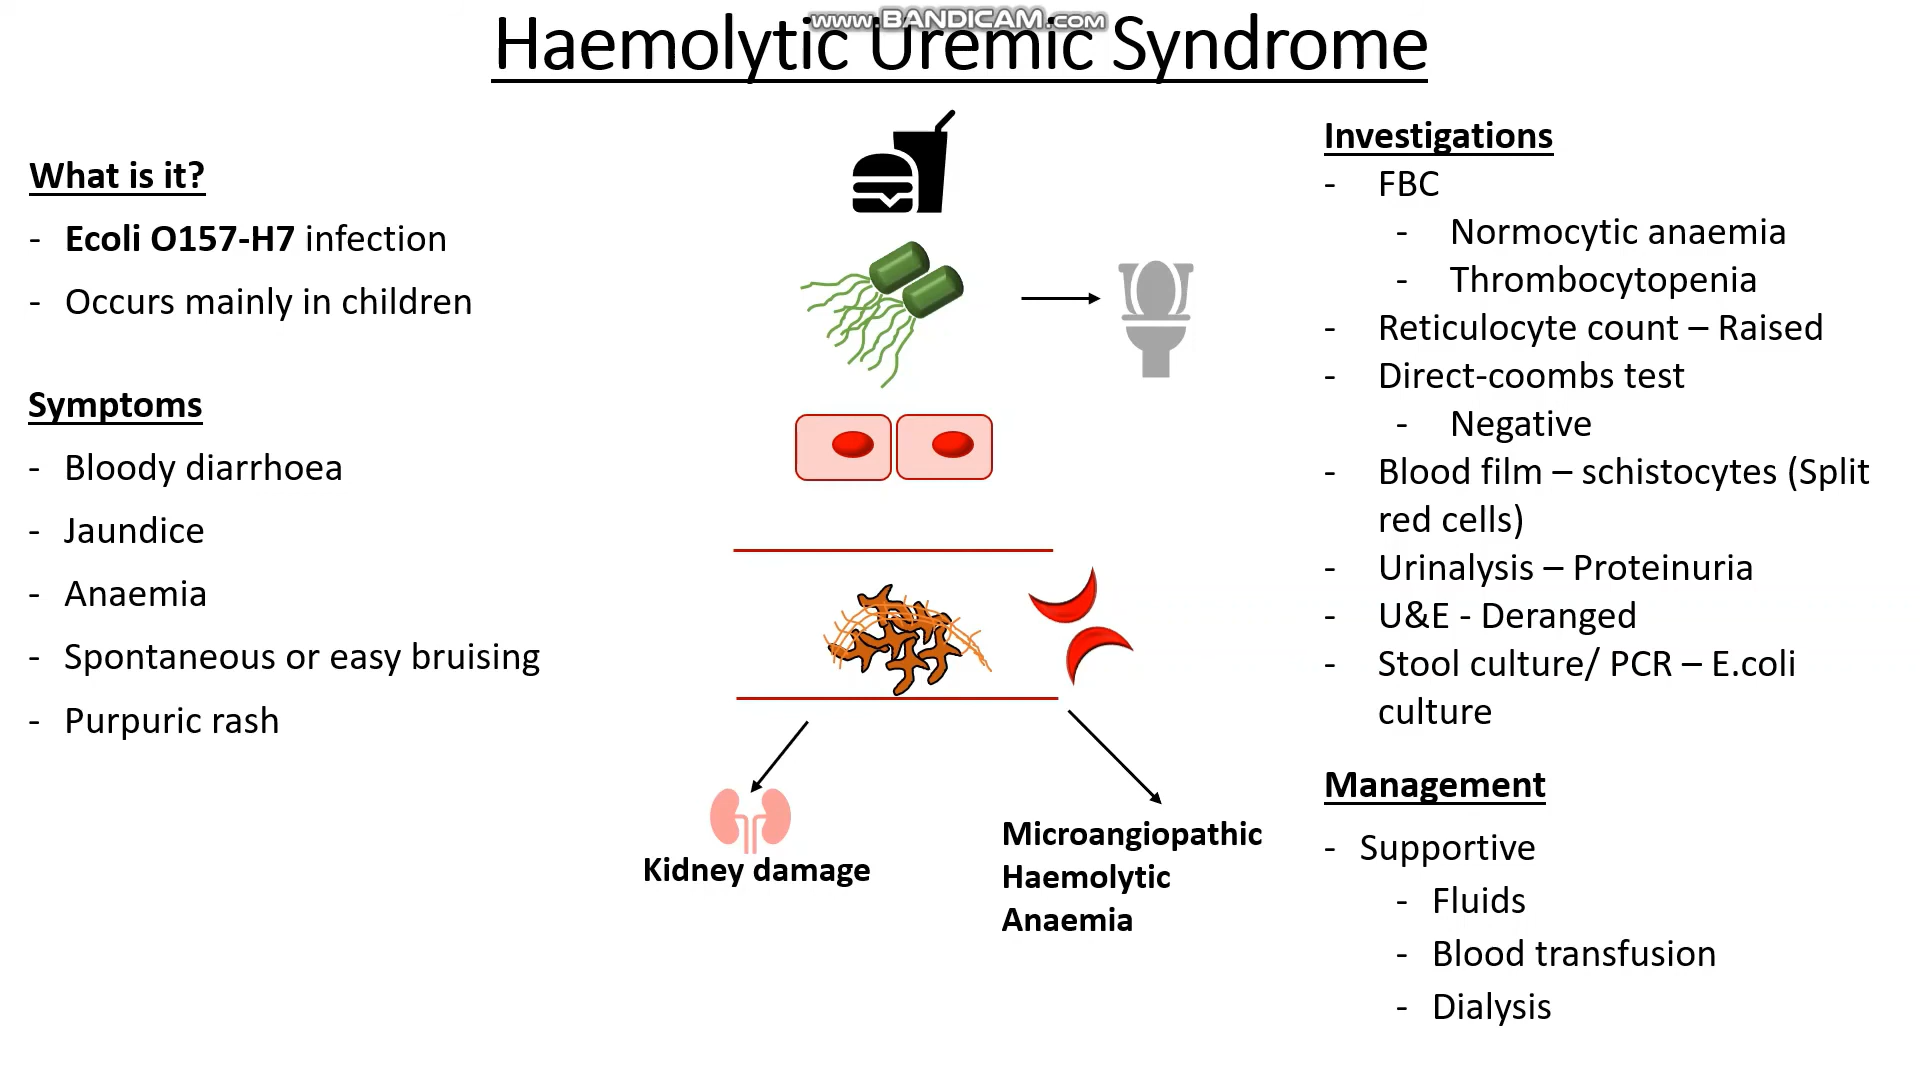 www.BANDICAM.com
Haemolytic Uremic Syndrome
What is it?
- Ecoli O157-H7 infection
- Occurs mainly in children
Symptoms
- Bloody diarrhoea
- Jaundice
- Anaemia
- Spontaneous or easy bruising
- Purpuric rash
Kidney damage
Microangiopathic
Haemolytic
Anaemia
Investigations
- FBC
- Normocytic anaemia
- Thrombocytopenia
- Reticulocyte count – Raised
- Direct-coombs test
- Negative
- Blood film – schistocytes (Split
red cells)
- Urinalysis – Proteinuria
- U&E - Deranged
- Stool culture/ PCR – E.coli
culture
Management
- Supportive
- Fluids
- Blood transfusion
- Dialysis